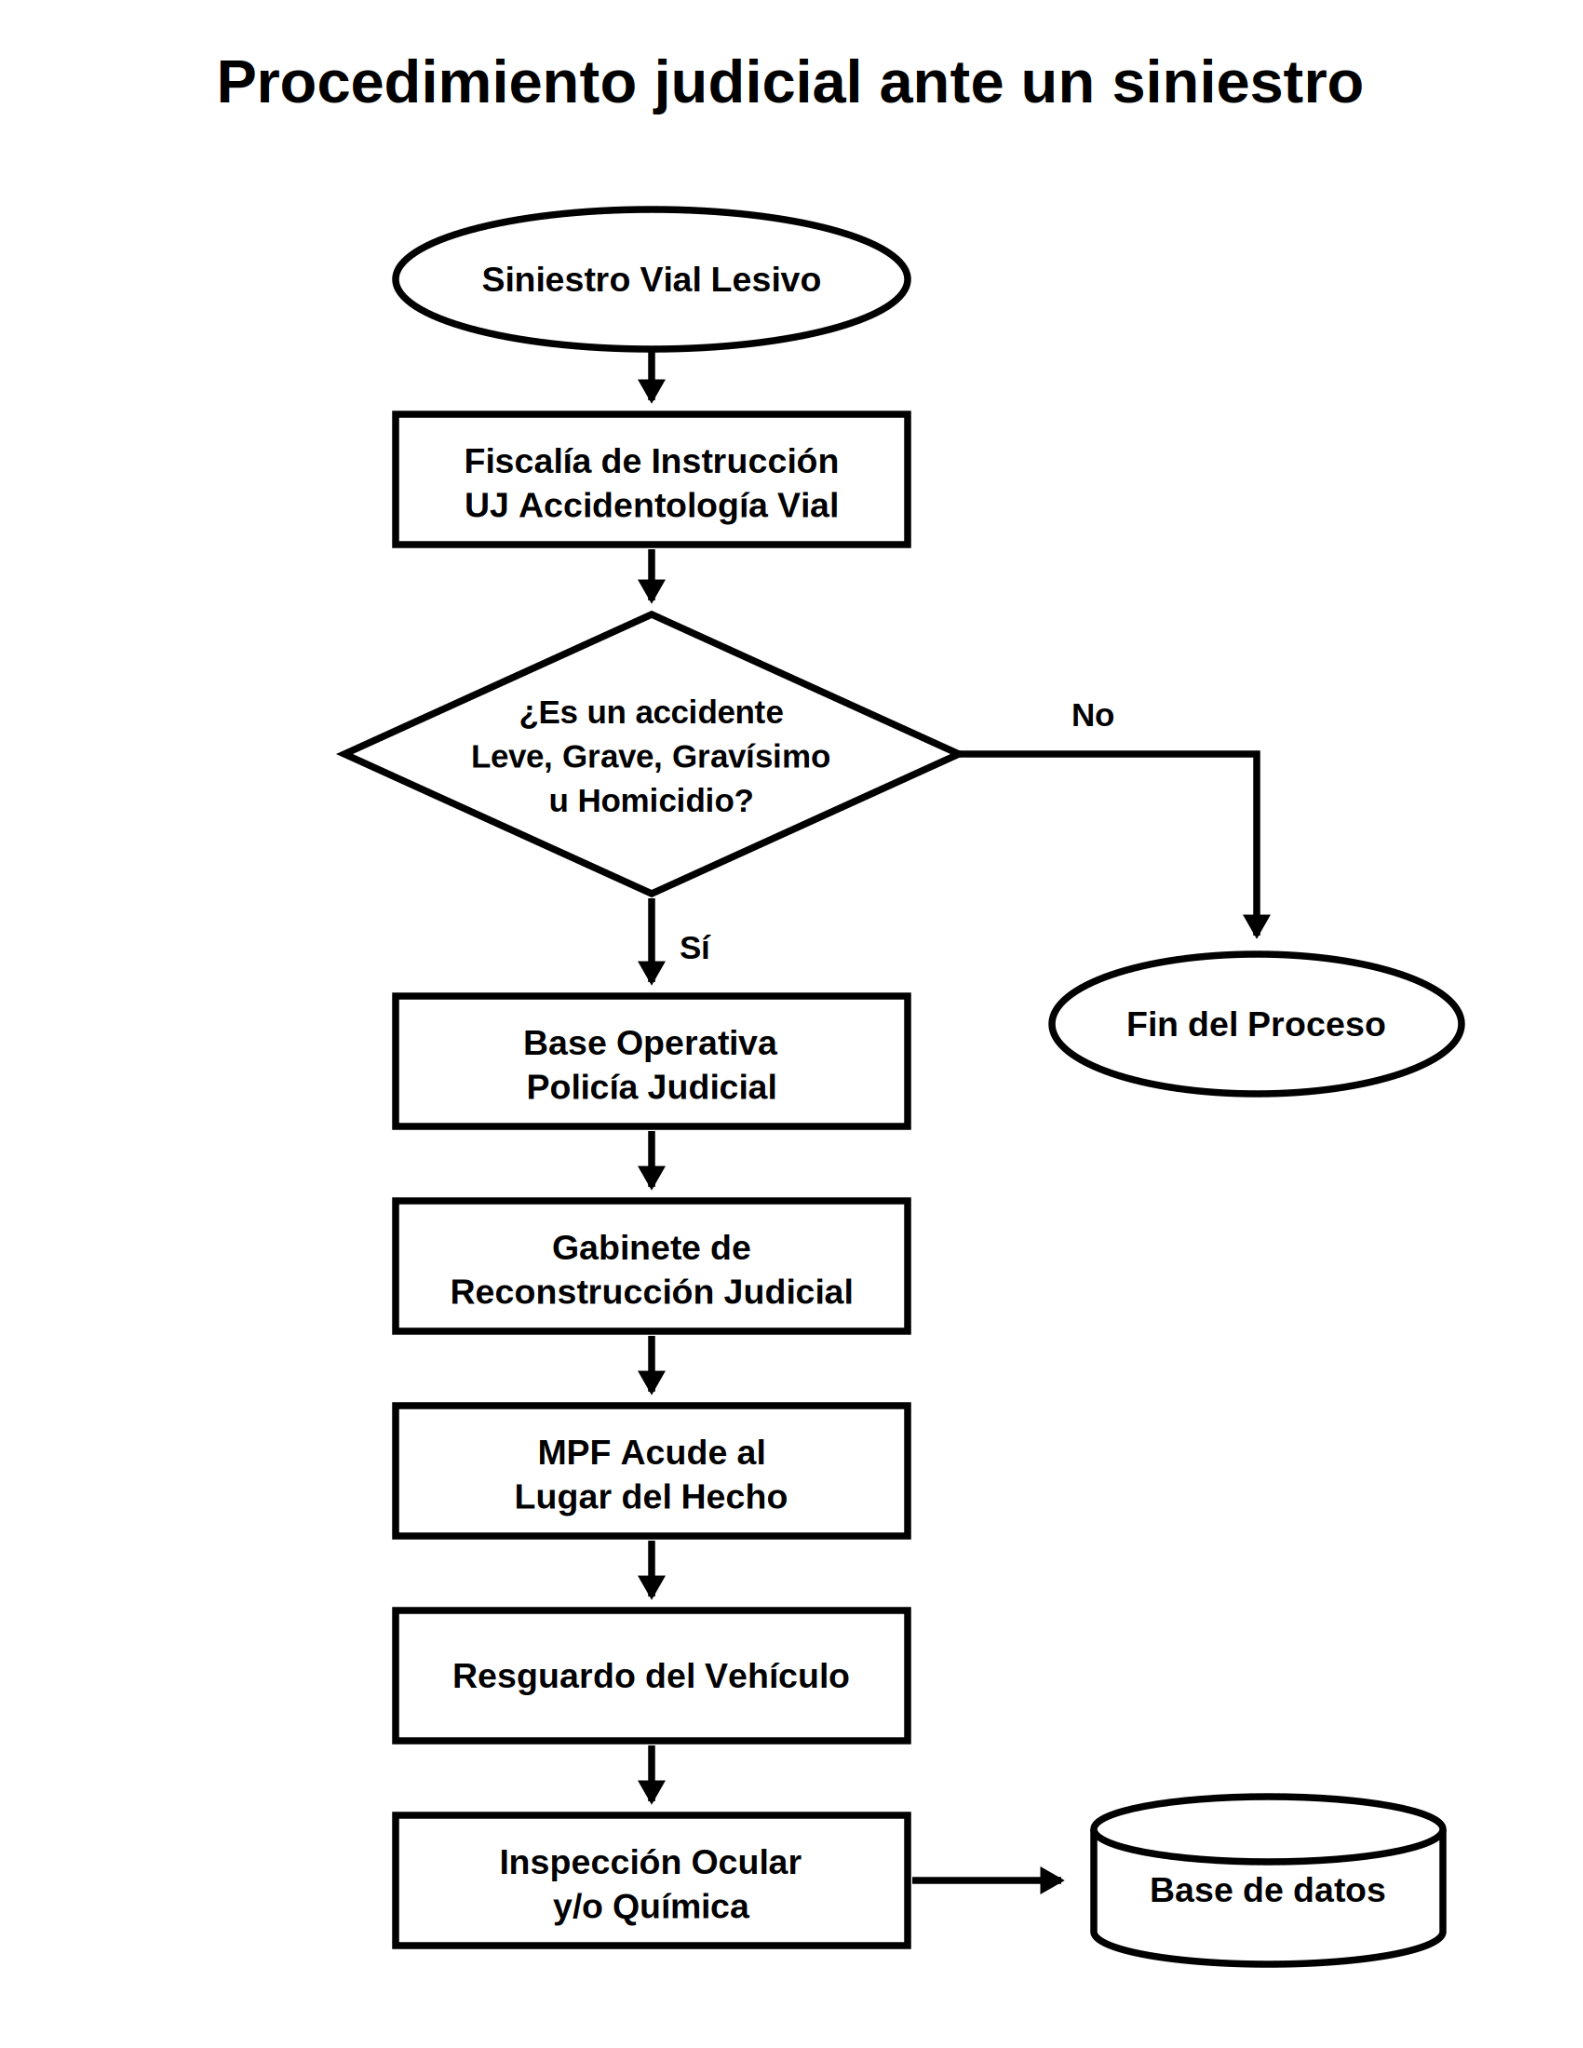 Procedimiento judicial ante un siniestro
Siniestro Vial Lesivo
Fiscalía de Instrucción
UJ Accidentología Vial
¿Es un accidente
Leve, Grave, Gravísimo
u Homicidio?
No
Sí
Fin del Proceso
Base Operativa
Policía Judicial
Gabinete de
Reconstrucción Judicial
MPF Acude al
Lugar del Hecho
Resguardo del Vehículo
Inspección Ocular
y/o Química
Base de datos